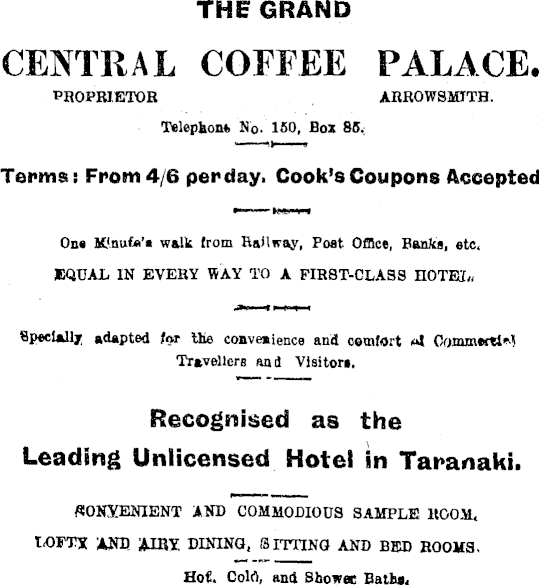 THE GRAND
CENTRAL COFFEE PALACE.
PROPRIETOR ARROWSMITH.
Telephone No. 150, Box 85.
Terms: From 4/6 per day. Cook's Coupons Accepted
One Minute's walk from Railway, Post Office, Banks, etc.
EQUAL IN EVERY WAY TO A FIRST-CLASS HOTEL.
Specially adapted for the convenience and comfort of Commercial
Travellers and Visitors.
Recognised as the
Leading Unlicensed Hotel in Taranaki.
CONVENIENT AND COMMODIOUS SAMPLE ROOM.
LOFTY AND AIRY DINING, SITTING AND BED ROOMS.
Hot, Cold, and Shower Baths.